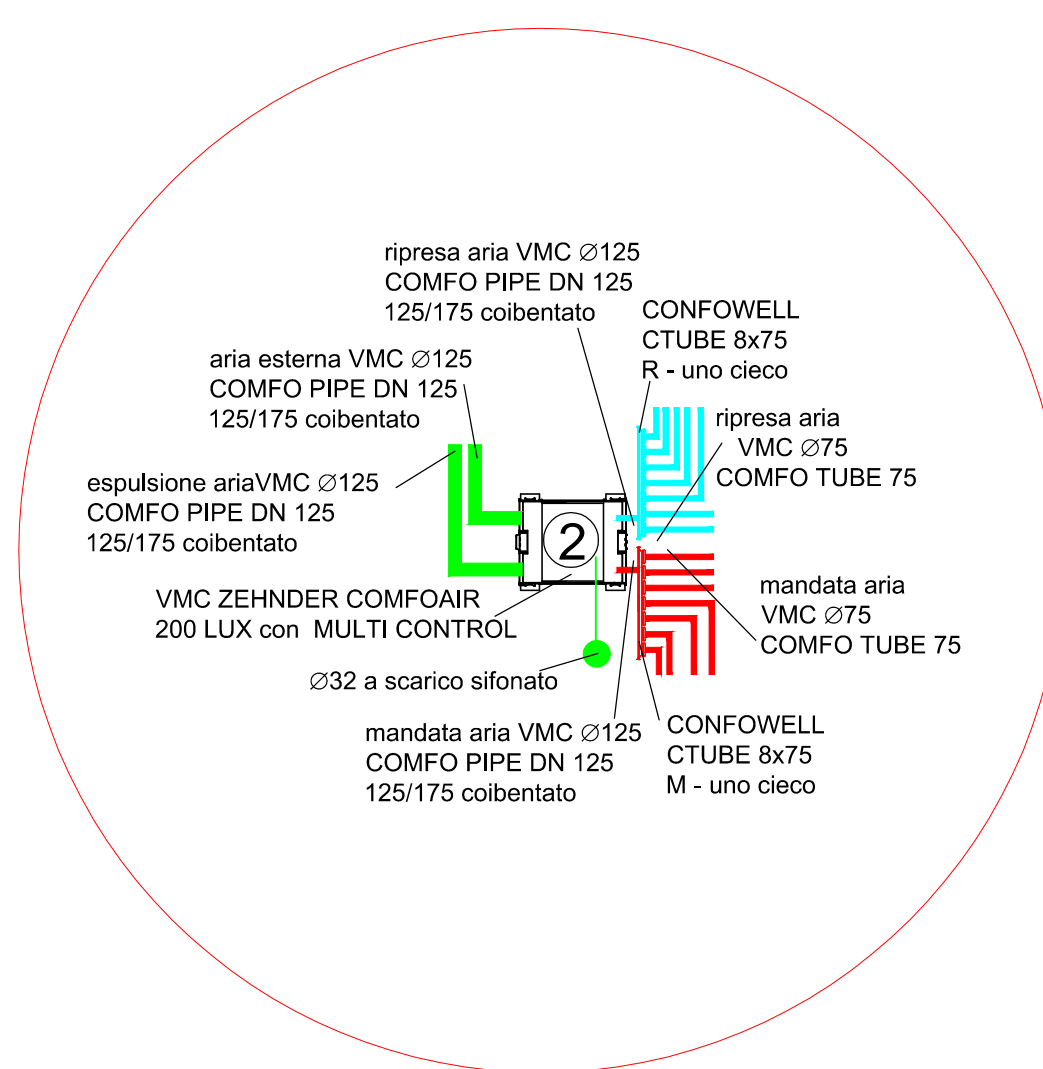 ripresa aria VMC ∅125
COMFO PIPE DN 125
125/175 coibentato
CONFOWELL
CTUBE 8x75
R - uno cieco
aria esterna VMC ∅125
COMFO PIPE DN 125
125/175 coibentato
ripresa aria
VMC ∅75
COMFO TUBE 75
espulsione ariaVMC ∅125
COMFO PIPE DN 125
125/175 coibentato
2
VMC ZEHNDER COMFOAIR
200 LUX con MULTI CONTROL
mandata aria
VMC ∅75
COMFO TUBE 75
∅32 a scarico sifonato
mandata aria VMC ∅125
COMFO PIPE DN 125
125/175 coibentato
CONFOWELL
CTUBE 8x75
M - uno cieco